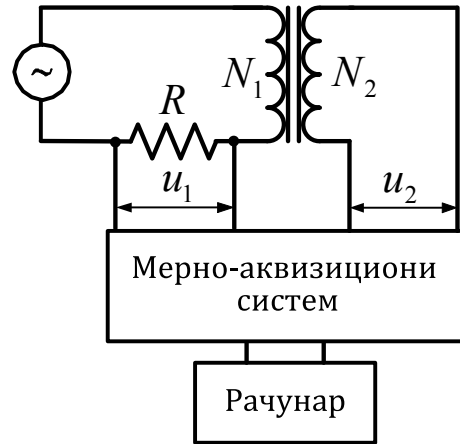 ~
N₁
N₂
R
u₁
u₂
Мерно-аквизициони
систем
Рачунар